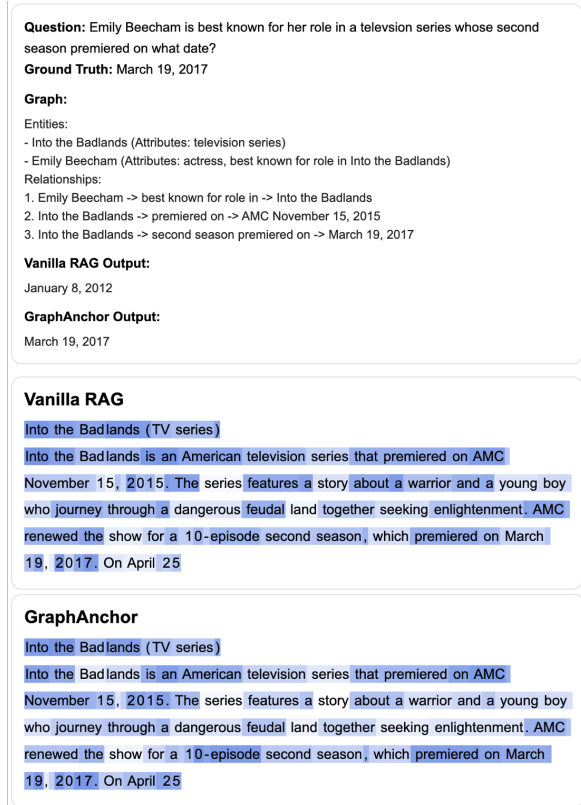 Question: Emily Beecham is best known for her role in a televsion series whose second
season premiered on what date?
Ground Truth: March 19, 2017
Graph:
Entities:
- Into the Badlands (Attributes: television series)
- Emily Beecham (Attributes: actress, best known for role in Into the Badlands)
Relationships:
1. Emily Beecham -> best known for role in -> Into the Badlands
2. Into the Badlands -> premiered on -> AMC November 15, 2015
3. Into the Badlands -> second season premiered on -> March 19, 2017
Vanilla RAG Output:
January 8, 2012
GraphAnchor Output:
March 19, 2017
Vanilla RAG
Into the Badlands (TV series)
Into the Badlands is an American television series that premiered on AMC
November 15, 2015. The series features a story about a warrior and a young boy
who journey through a dangerous feudal land together seeking enlightenment. AMC
renewed the show for a 10-episode second season, which premiered on March
19, 2017. On April 25
GraphAnchor
Into the Badlands (TV series)
Into the Badlands is an American television series that premiered on AMC
November 15, 2015. The series features a story about a warrior and a young boy
who journey through a dangerous feudal land together seeking enlightenment. AMC
renewed the show for a 10-episode second season, which premiered on March
19, 2017. On April 25